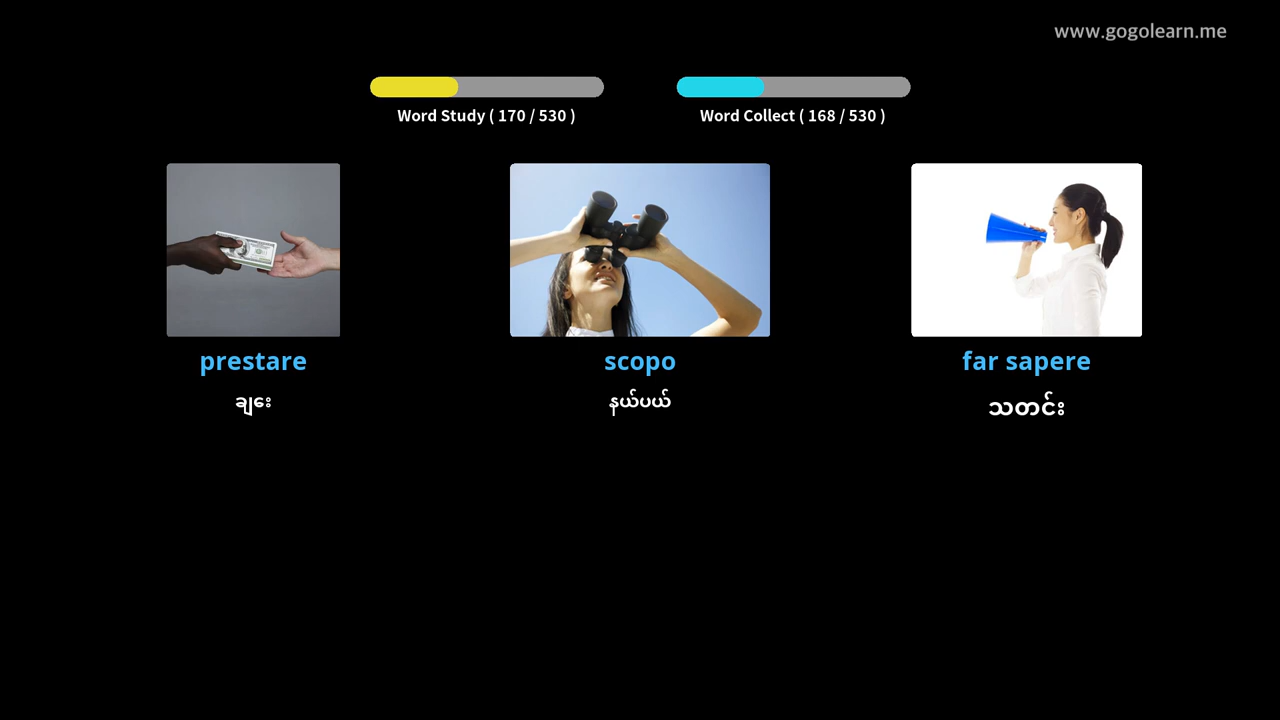 www.gogolearn.me
Word Study ( 170 / 530 )
Word Collect ( 168 / 530 )
prestare
scopo
far sapere
ချေး
နယ်ပယ်
သတင်း